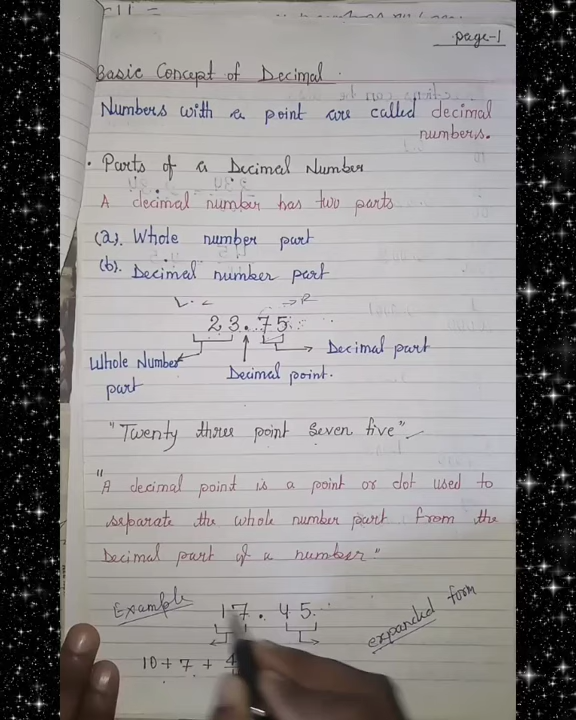 page-1
Basic Concept of Decimal.
Numbers with a point are called decimal
numbers.
• Parts of a Decimal Number
A decimal number has two parts
(a). Whole number part
(b). Decimal number part
L. ← → R
23.75
Whole Number
part
Decimal point.
Decimal part
"Twenty three point seven five"
"A decimal point is a point or dot used to
separate the whole number part from the
Decimal part of a number"
Example 17.45
expanded form
10 + 7 + 4